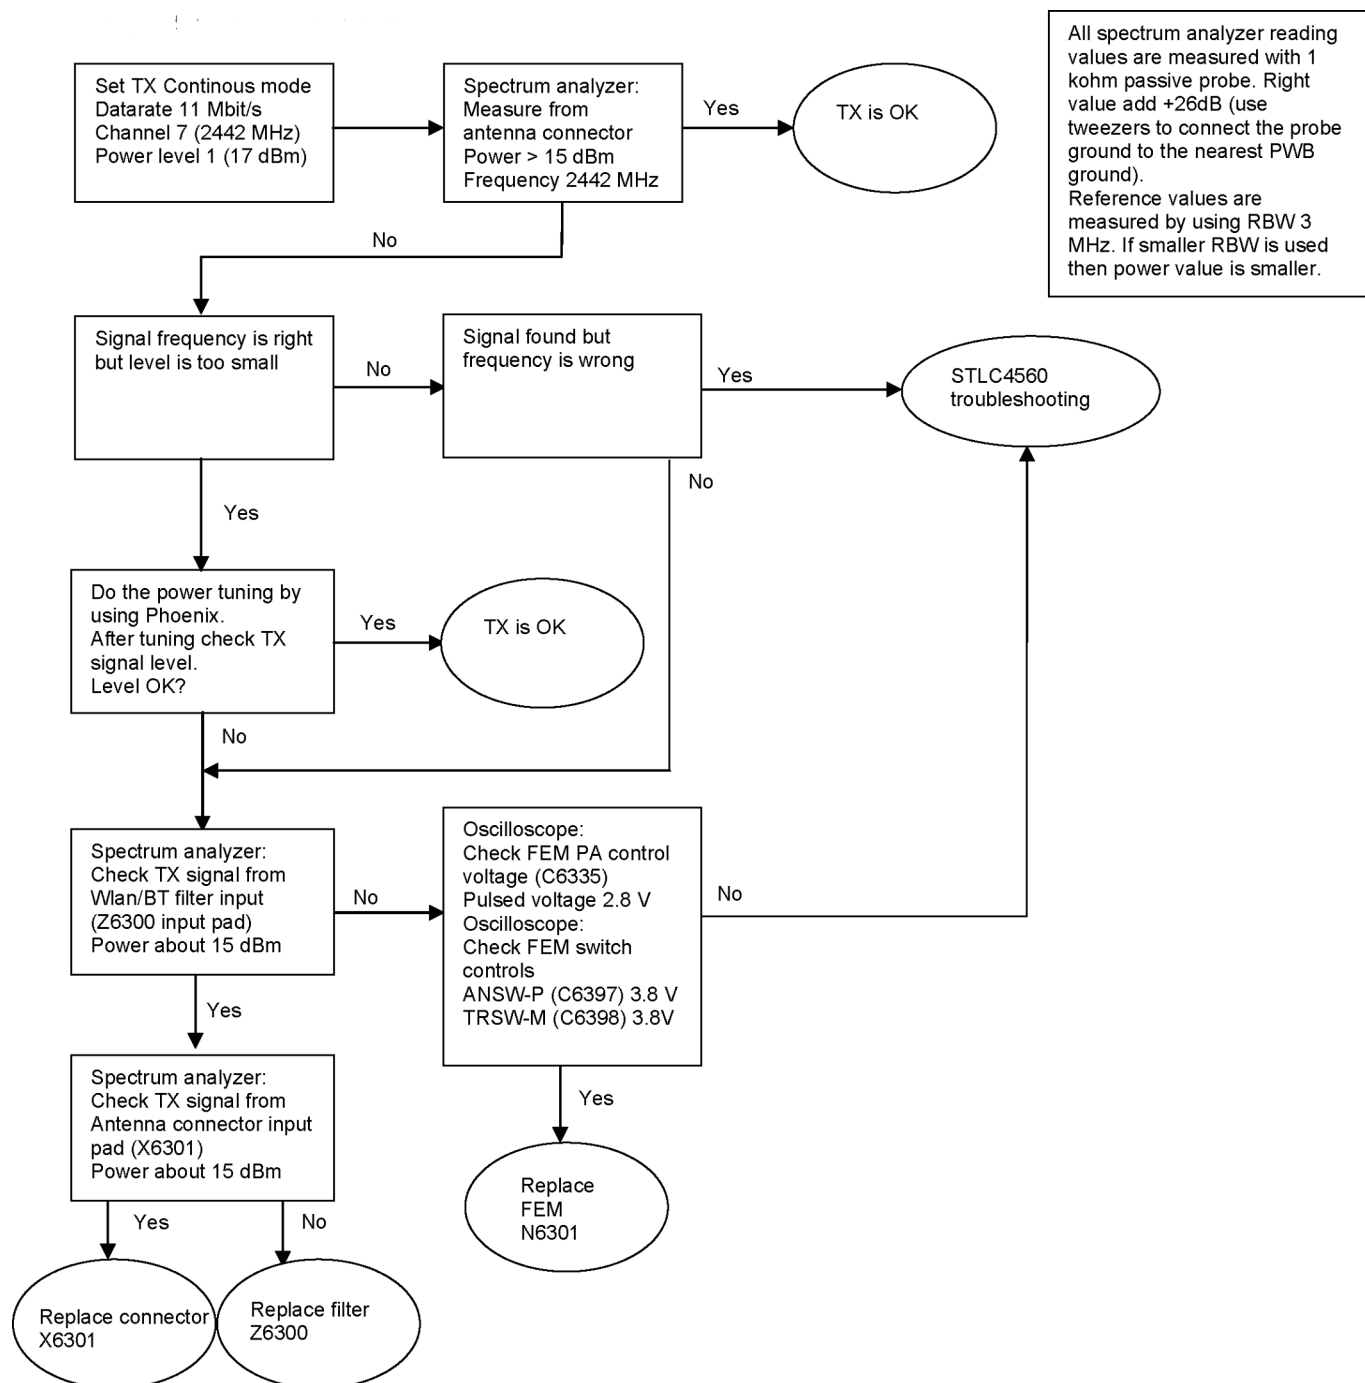 Set TX Continous mode
Datarate 11 Mbit/s
Channel 7 (2442 MHz)
Power level 1 (17 dBm)
Spectrum analyzer:
Measure from
antenna connector
Power > 15 dBm
Frequency 2442 MHz
Yes
TX is OK
All spectrum analyzer reading
values are measured with 1
kohm passive probe. Right
value add +26dB (use
tweezers to connect the probe
ground to the nearest PWB
ground).
Reference values are
measured by using RBW 3
MHz. If smaller RBW is used
then power value is smaller.
No
Signal frequency is right
but level is too small
No
Signal found but
frequency is wrong
Yes
STLC4560
troubleshooting
No
Yes
Do the power tuning by
using Phoenix.
After tuning check TX
signal level.
Level OK?
Yes
TX is OK
No
Spectrum analyzer:
Check TX signal from
Wlan/BT filter input
(Z6300 input pad)
Power about 15 dBm
No
Oscilloscope:
Check FEM PA control
voltage (C6335)
Pulsed voltage 2.8 V
Oscilloscope:
Check FEM switch
controls
ANSW-P (C6397) 3.8 V
TRSW-M (C6398) 3.8V
No
Yes
Spectrum analyzer:
Check TX signal from
Antenna connector input
pad (X6301)
Power about 15 dBm
Yes
Replace
FEM
N6301
Yes
No
Replace connector
X6301
Replace filter
Z6300